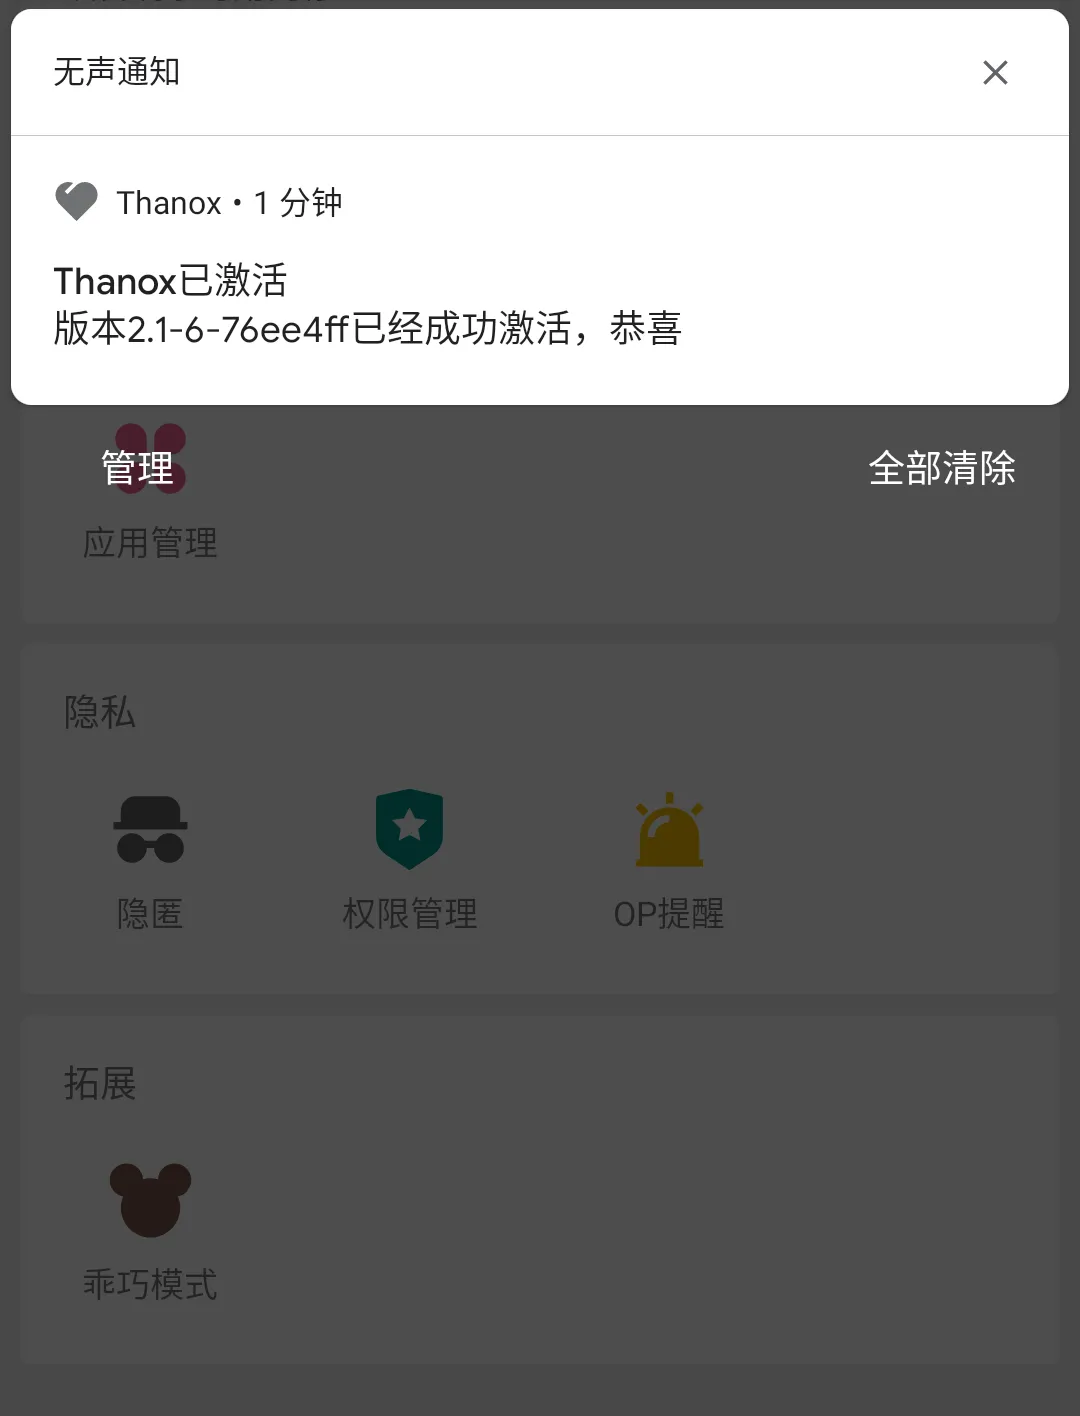 无声通知
Thanox • 1 分钟
Thanox已激活
版本2.1-6-76ee4ff已经成功激活，恭喜
管理
全部清除
应用管理
隐私
隐匿
权限管理
OP提醒
拓展
乖巧模式